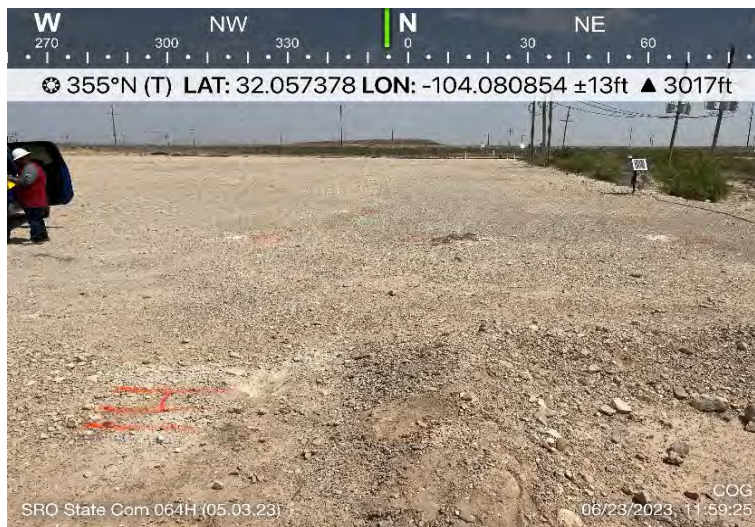 W NW N NE
270 300 330 0 30 60
355°N (T) LAT: 32.057378 LON: -104.080854 ±13ft ▲ 3017ft
COG
SRO State Com 064H (05.03.23) 06/23/2023, 11:59:25